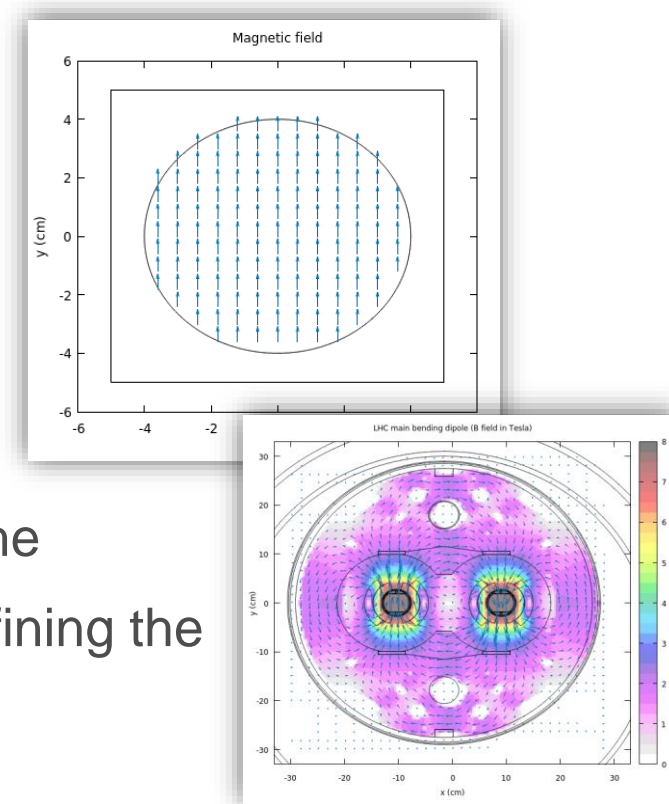 Magnetic field
6
4
2
0
-2
-4
-6
y (cm)
-6 -4 -2
ne
fining the
LHC main bending dipole (B field in Tesla)
30
20
10
0
-10
-20
-30
y (cm)
-30 -20 -10 0 10 20 30
x (cm)
8
7
6
5
4
3
2
1
0